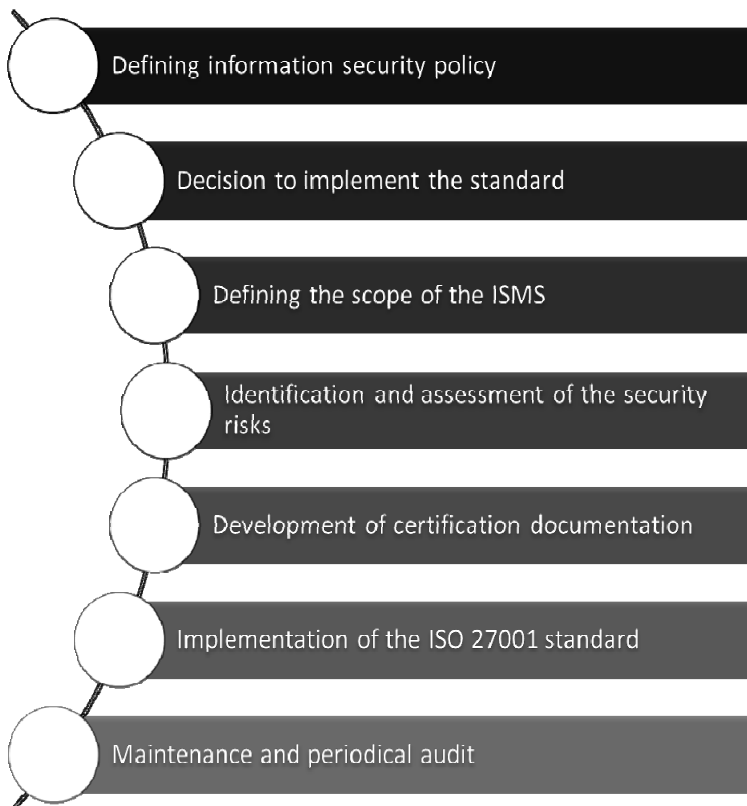 Defining information security policy
Decision to implement the standard
Defining the scope of the ISMS
Identification and assessment of the security
risks
Development of certification documentation
Implementation of the ISO 27001 standard
Maintenance and periodical audit